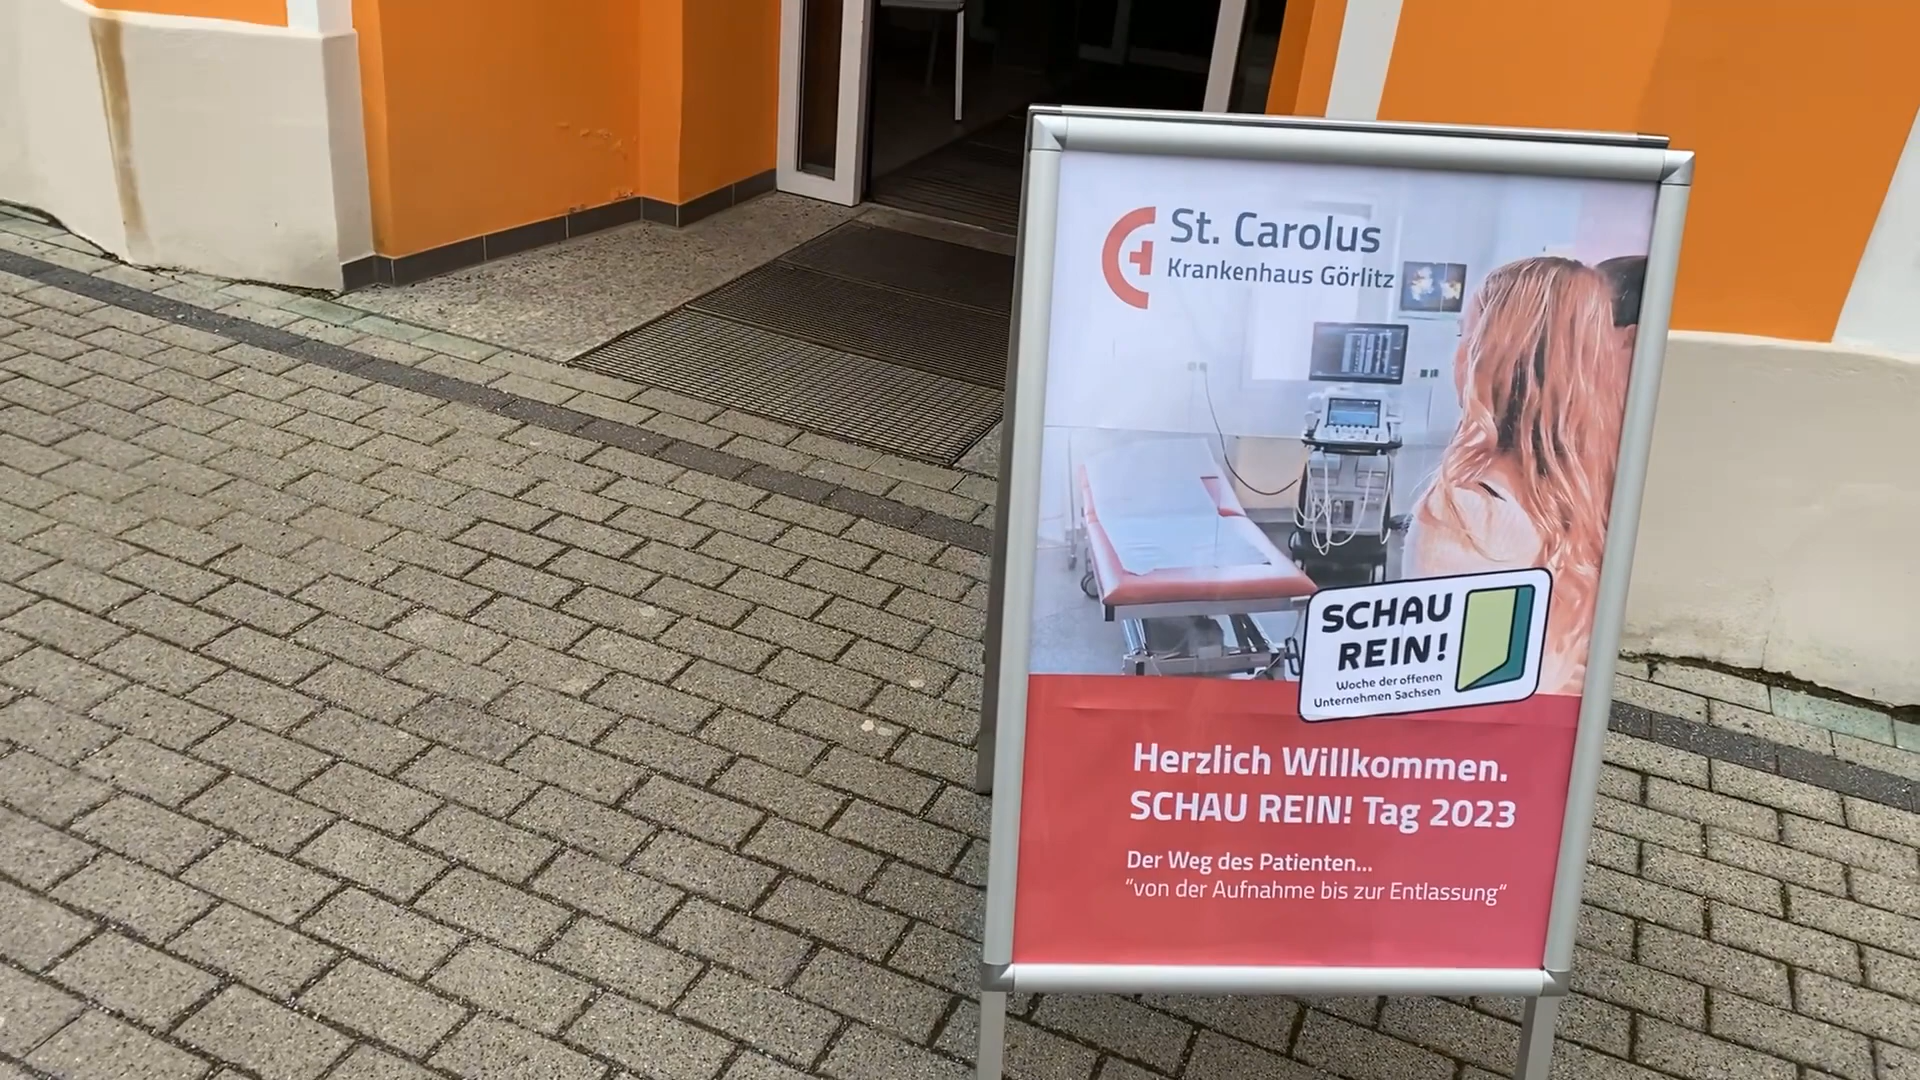 St. Carolus
Krankenhaus Görlitz
SCHAU
REIN!
Woche der offenen
Unternehmen Sachsen
Herzlich Willkommen.
SCHAU REIN! Tag 2023
Der Weg des Patienten...
"von der Aufnahme bis zur Entlassung"